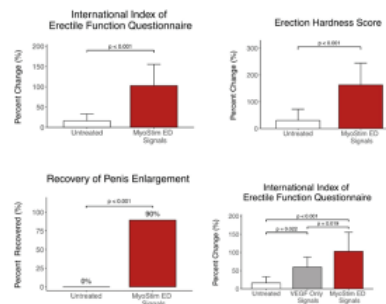 International Index of
Erectile Function Questionnaire
Percent Change (%)
200
150
100
50
0
p < 0.001
Untreated
MyoStim ED
Signals
Erection Hardness Score
Percent Change (%)
300
200
100
0
p < 0.001
Untreated
MyoStim ED
Signals
Recovery of Penis Enlargement
Percent Recovered (%)
100
75
50
25
0
p < 0.001
0%
90%
Untreated
MyoStim ED
Signals
International Index of
Erectile Function Questionnaire
Percent Change (%)
200
150
100
50
0
p < 0.001
p = 0.002
p = 0.019
Untreated
VEGF Only
Signals
MyoStim ED
Signals